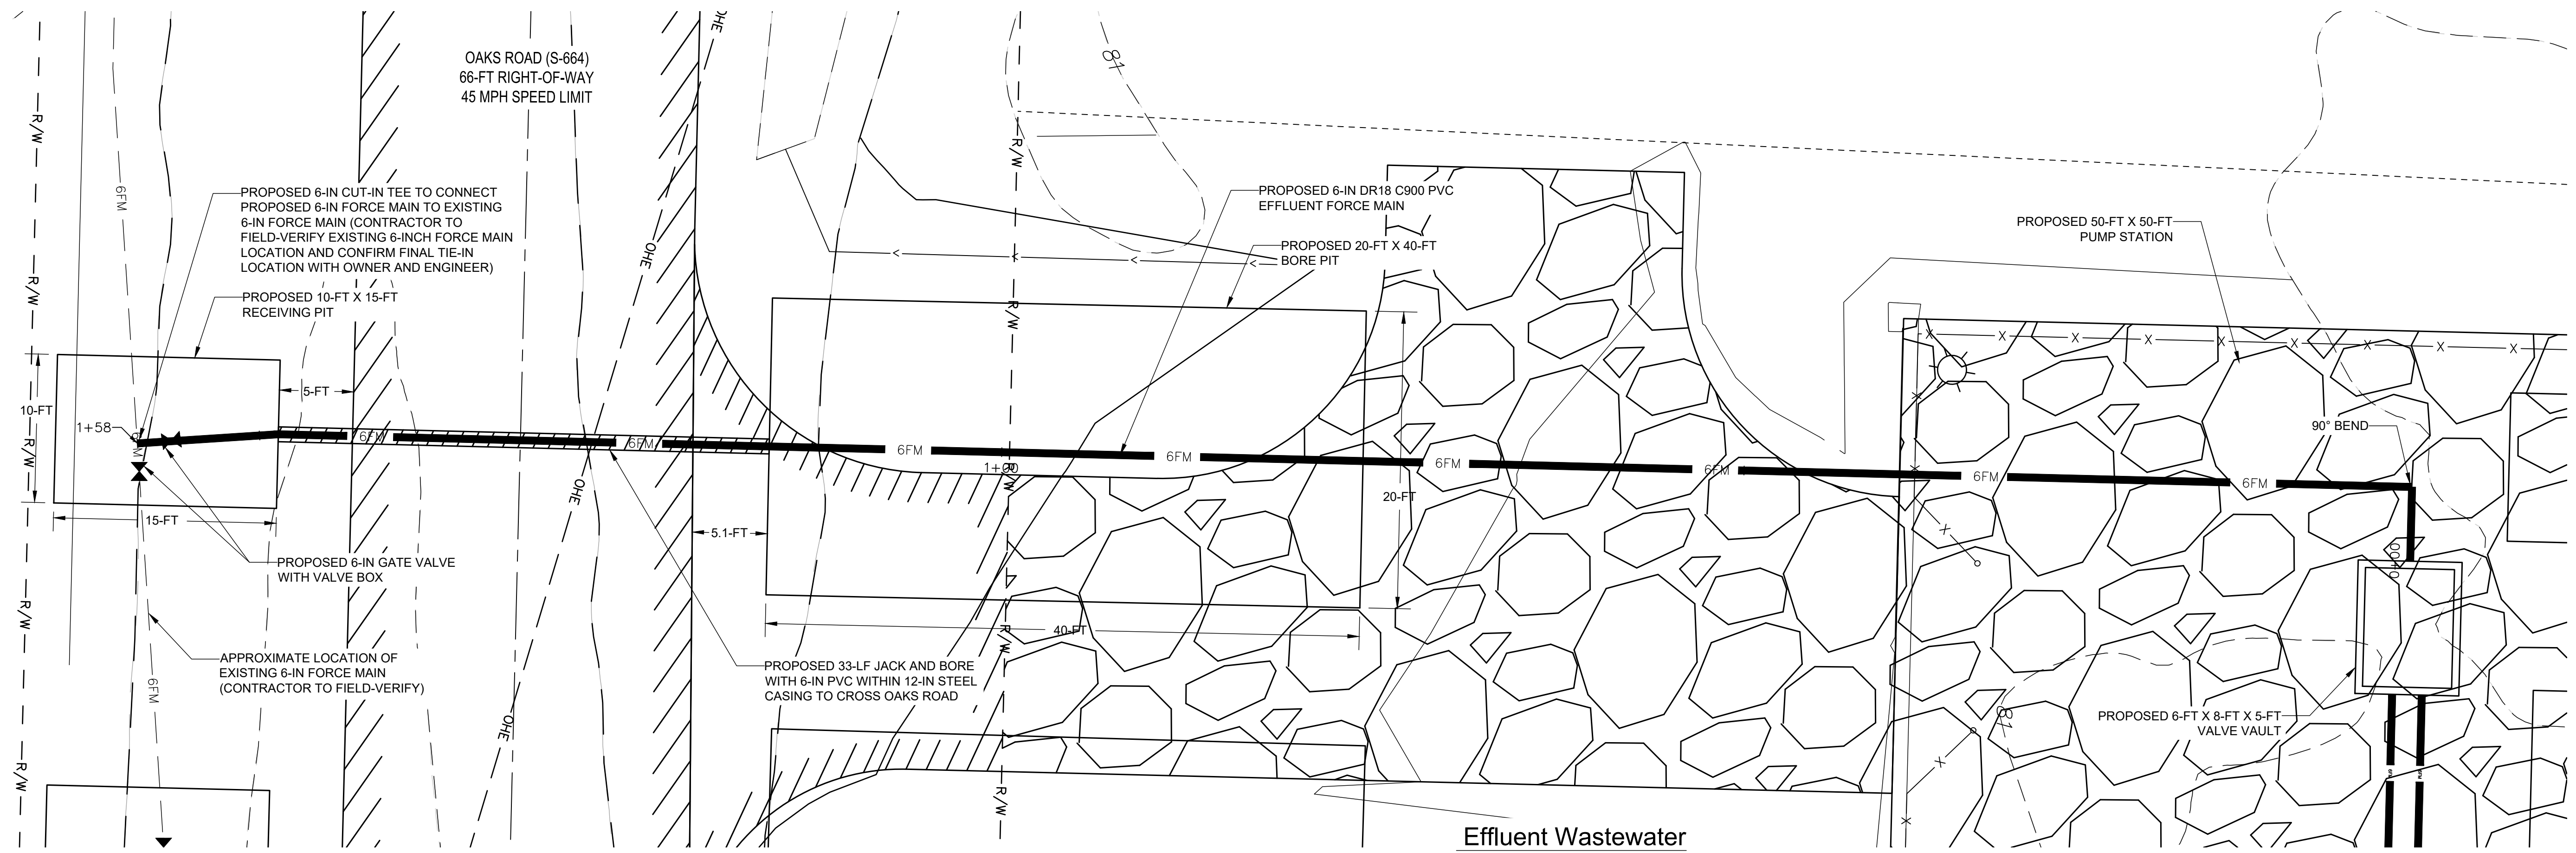 OAKS ROAD (S-664)
66-FT RIGHT-OF-WAY
45 MPH SPEED LIMIT
OHE
81
R/W
R/W
6FM
PROPOSED 6-IN CUT-IN TEE TO CONNECT
PROPOSED 6-IN FORCE MAIN TO EXISTING
6-IN FORCE MAIN (CONTRACTOR TO
FIELD-VERIFY EXISTING 6-INCH FORCE MAIN
LOCATION AND CONFIRM FINAL TIE-IN
LOCATION WITH OWNER AND ENGINEER)
PROPOSED 6-IN DR18 C900 PVC
EFFLUENT FORCE MAIN
PROPOSED 50-FT X 50-FT
PUMP STATION
PROPOSED 20-FT X 40-FT
BORE PIT
OHE
R/W
R/W
PROPOSED 10-FT X 15-FT
RECEIVING PIT
X X X X X X X X X
5-FT
X
10-FT
1+58
R/W
6FM
6FM
6FM
6FM
1+00
R/W
6FM
6FM
6FM
6FM
6FM
X
90° BEND
20-FT
OHE
15-FT
5.1-FT
X
0+00
PROPOSED 6-IN GATE VALVE
WITH VALVE BOX
R/W
R/W
40-FT
APPROXIMATE LOCATION OF
EXISTING 6-IN FORCE MAIN
(CONTRACTOR TO FIELD-VERIFY)
6FM
PROPOSED 33-LF JACK AND BORE
WITH 6-IN PVC WITHIN 12-IN STEEL
CASING TO CROSS OAKS ROAD
OHE
81
PROPOSED 6-FT X 8-FT X 5-FT
VALVE VAULT
X
R/W
R/W
X
Effluent Wastewater